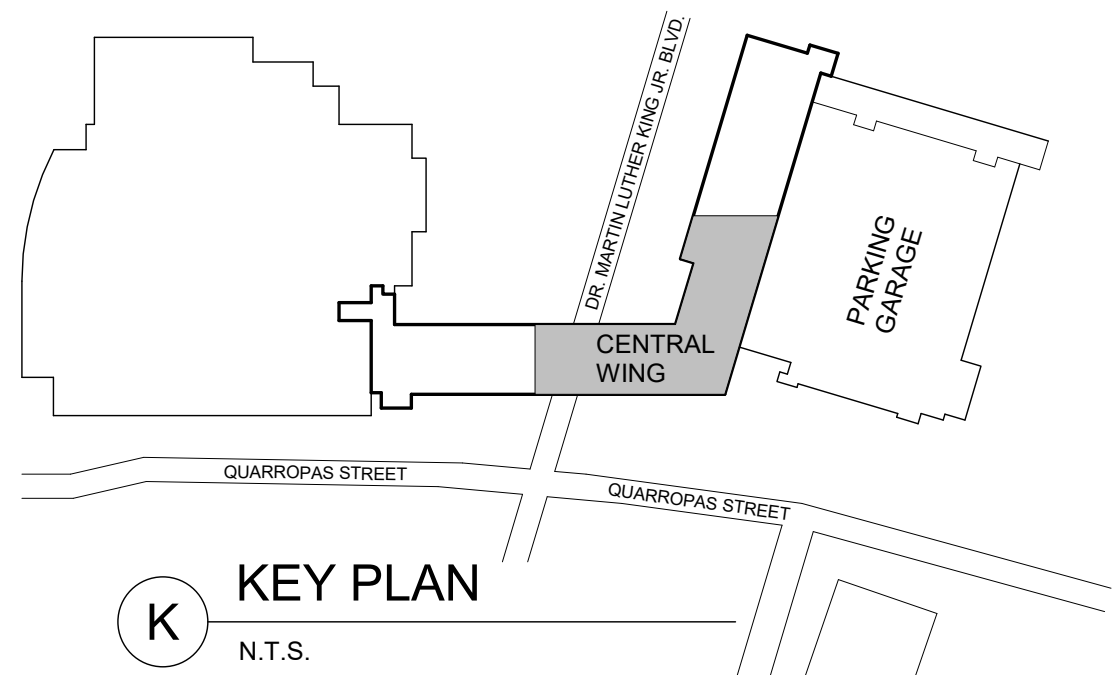 DR. MARTIN LUTHER KING JR. BLVD.
PARKING
GARAGE
CENTRAL
WING
QUARROPAS STREET
QUARROPAS STREET
K
KEY PLAN
N.T.S.